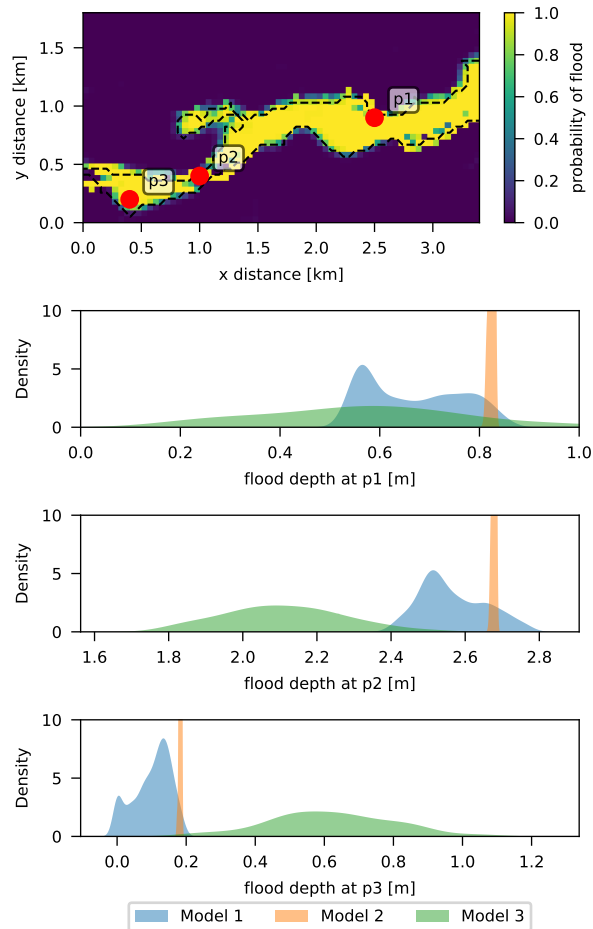 1.5
1.0
0.5
0.0
y distance [km]
p1
p2
p3
0.0 0.5 1.0 1.5 2.0 2.5 3.0
x distance [km]
1.0
0.8
0.6
0.4
0.2
0.0
probability of flood
10
5
0
Density
0.0 0.2 0.4 0.6 0.8 1.0
flood depth at p1 [m]
10
5
0
Density
1.6 1.8 2.0 2.2 2.4 2.6 2.8
flood depth at p2 [m]
10
5
0
Density
0.0 0.2 0.4 0.6 0.8 1.0 1.2
flood depth at p3 [m]
Model 1 Model 2 Model 3